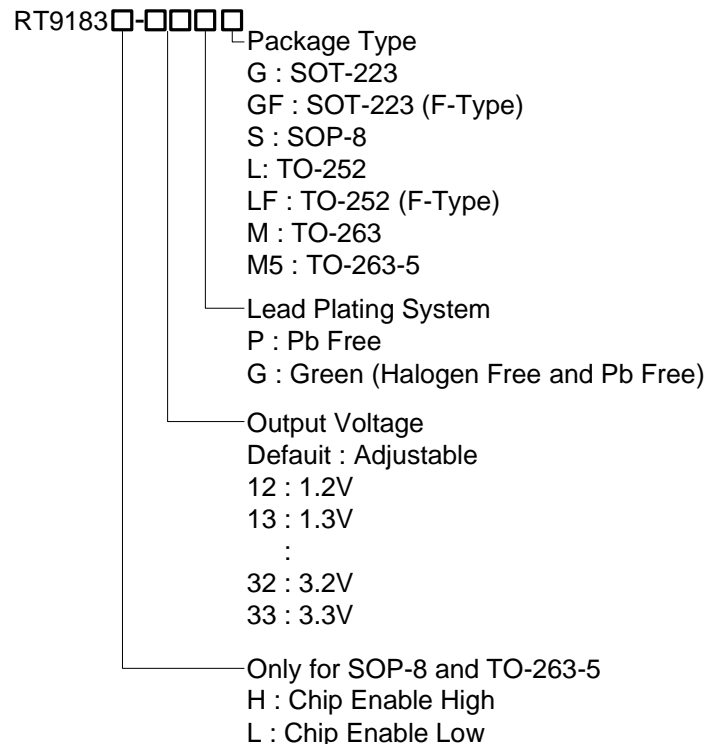 RT9183□-□□□□
Package Type
G : SOT-223
GF : SOT-223 (F-Type)
S : SOP-8
L: TO-252
LF : TO-252 (F-Type)
M : TO-263
M5 : TO-263-5
Lead Plating System
P : Pb Free
G : Green (Halogen Free and Pb Free)
Output Voltage
Defauit : Adjustable
12 : 1.2V
13 : 1.3V
:
32 : 3.2V
33 : 3.3V
Only for SOP-8 and TO-263-5
H : Chip Enable High
L : Chip Enable Low